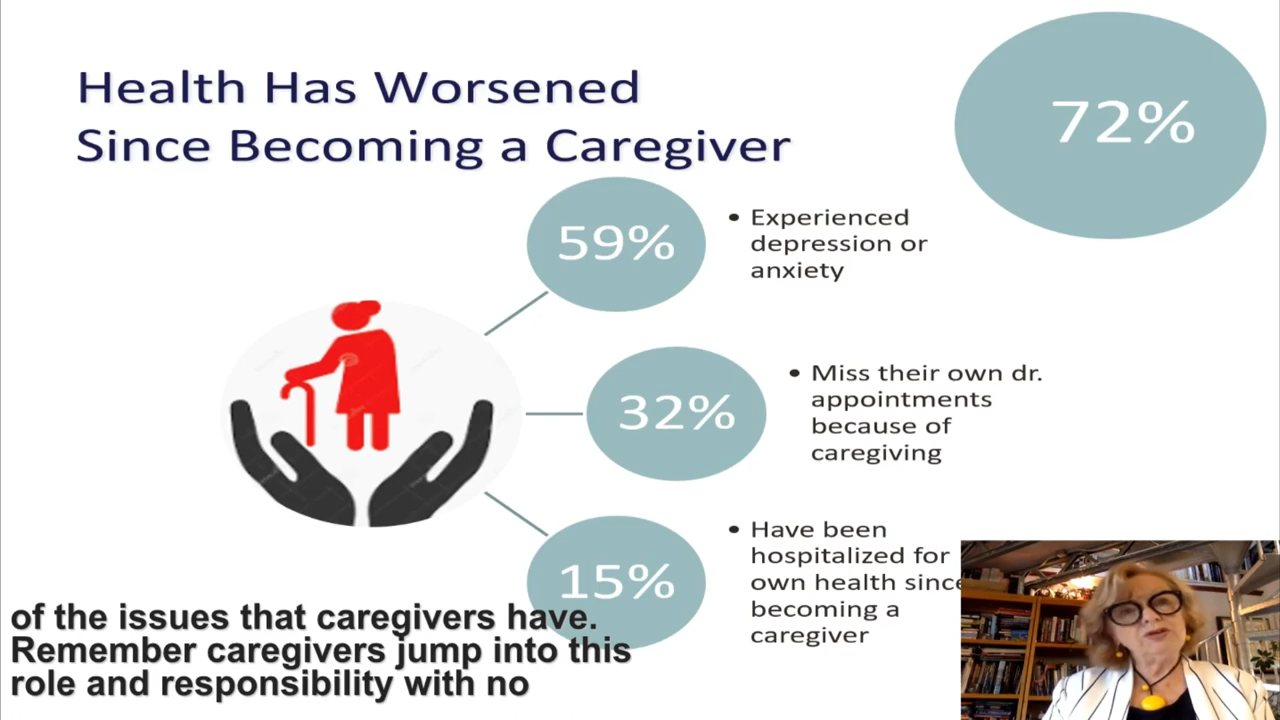 Health Has Worsened
Since Becoming a Caregiver
72%
59%
• Experienced
depression or
anxiety
32%
• Miss their own dr.
appointments
because of
caregiving
15%
• Have been
hospitalized for
own health since
becoming a
caregiver
of the issues that caregivers have.
Remember caregivers jump into this
role and responsibility with no